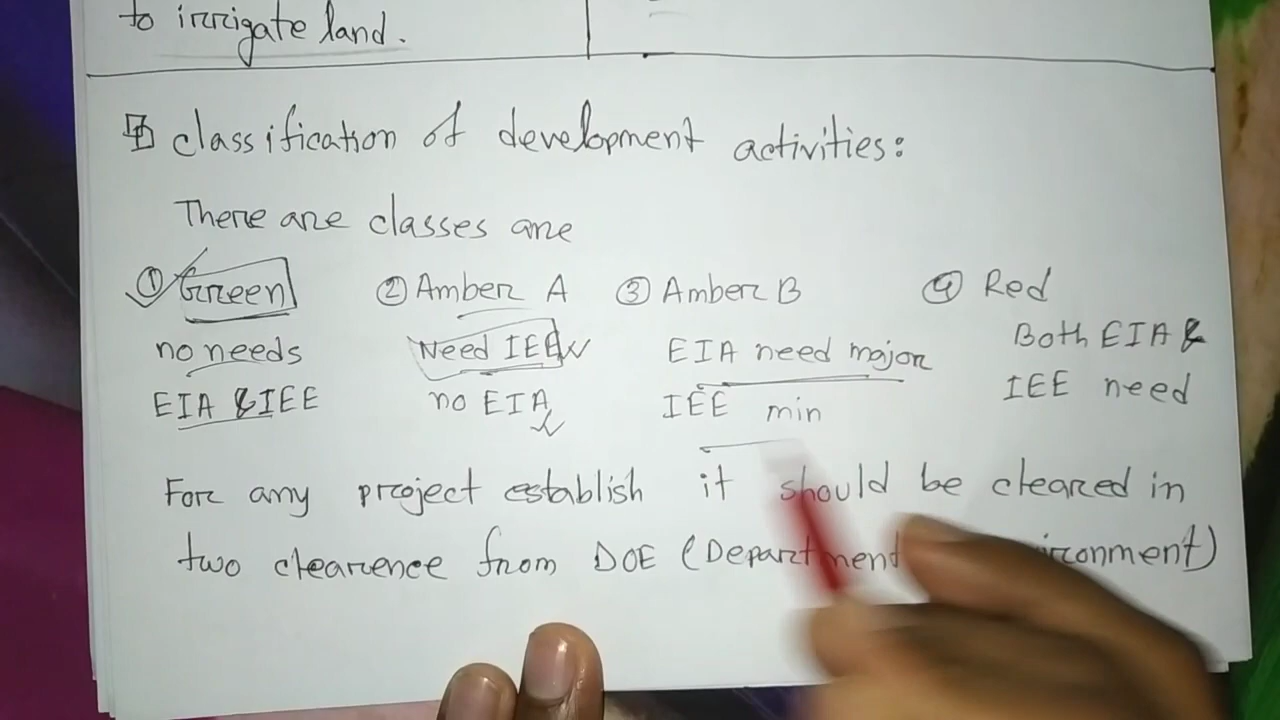 to irrigate land.
classification of development activities:
There are classes are
① Green ② Amber A ③ Amber B ④ Red
no needs Need IEE EIA need major Both EIA &
EIA & IEE no EIA IEE min IEE need
For any project establish it should be cleared in
two clearence from DOE (Department ironment)